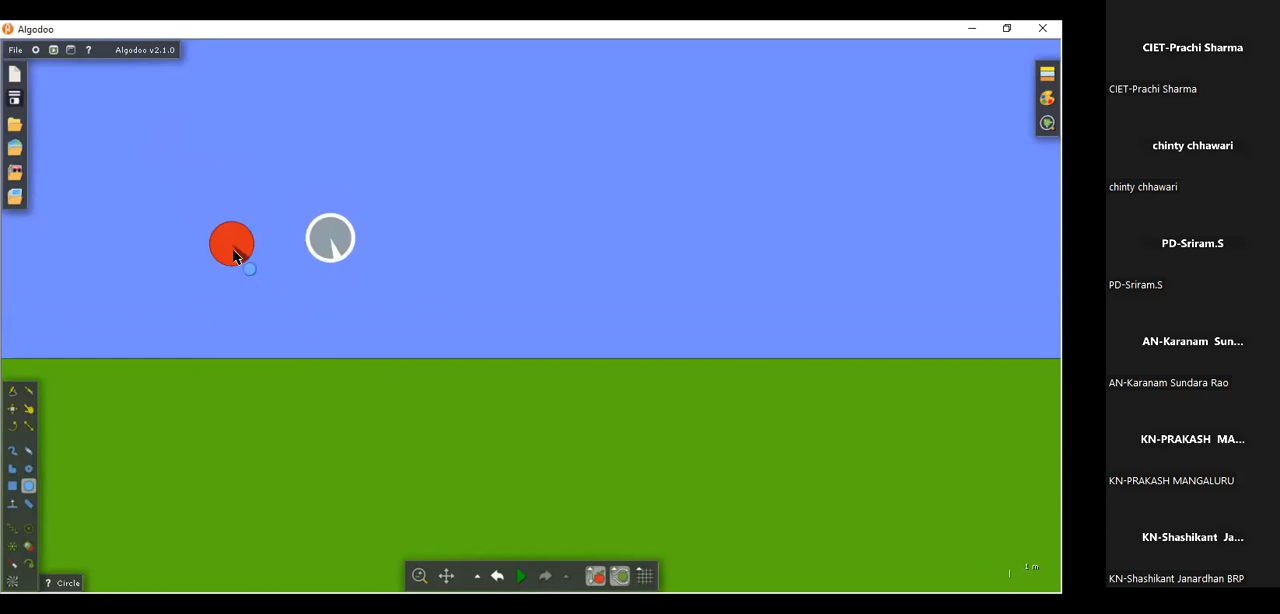 Algodoo
File ? Algodoo v2.1.0
1 m
? Circle
CIET-Prachi Sharma
CIET-Prachi Sharma
chinty chhawari
chinty chhawari
PD-Sriram.S
PD-Sriram.S
AN-Karanam Sun...
AN-Karanam Sundara Rao
KN-PRAKASH MA...
KN-PRAKASH MANGALURU
KN-Shashikant Ja...
KN-Shashikant Janardhan BRP